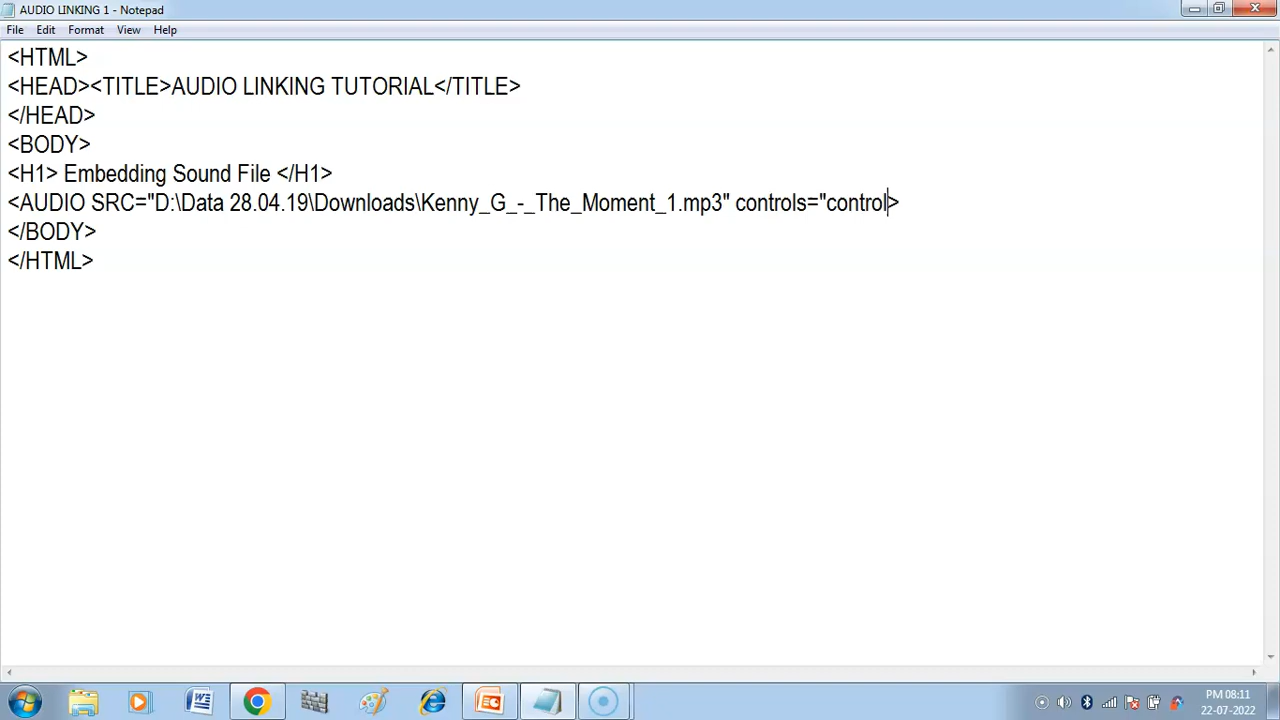 AUDIO LINKING 1 - Notepad
File Edit Format View Help
<HTML>
<HEAD><TITLE>AUDIO LINKING TUTORIAL</TITLE>
</HEAD>
<BODY>
<H1> Embedding Sound File </H1>
<AUDIO SRC="D:\Data 28.04.19\Downloads\Kenny_G_-_The_Moment_1.mp3" controls="control>
</BODY>
</HTML>
PM 08:11
22-07-2022